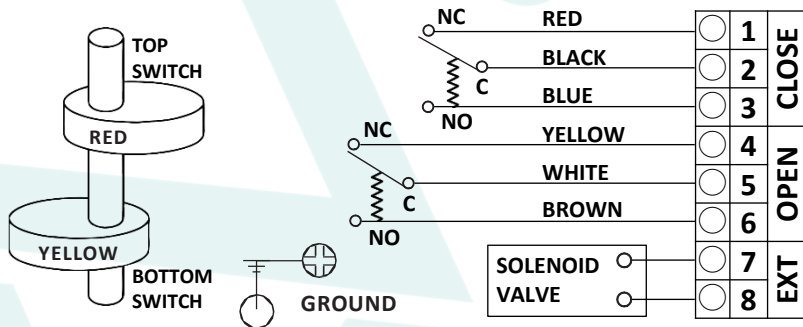 TOP
SWITCH
RED
YELLOW
BOTTOM
SWITCH
GROUND
NC
RED
1
BLACK
2
C
BLUE
3
NO
CLOSE
NC
YELLOW
4
WHITE
5
C
BROWN
6
NO
OPEN
SOLENOID
VALVE
7
8
EXT